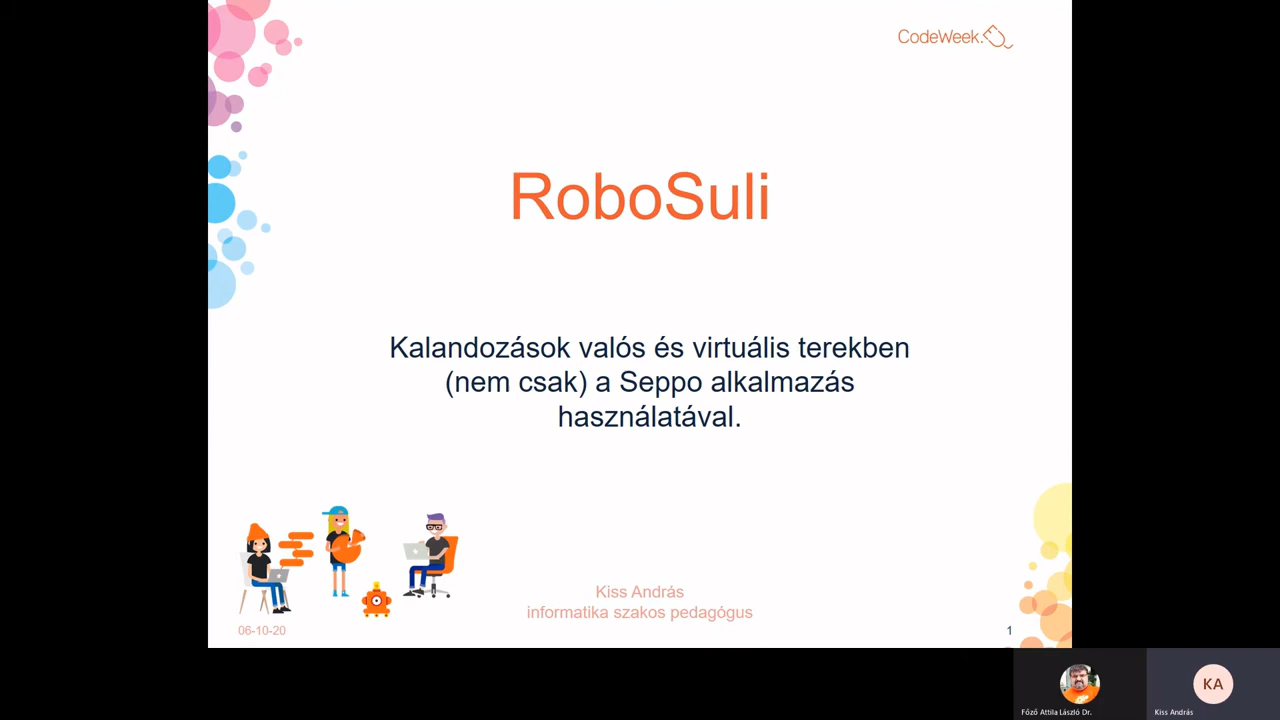 CodeWeek.
RoboSuli
Kalandozások valós és virtuális terekben
(nem csak) a Seppo alkalmazás
használatával.
Kiss András
informatika szakos pedagógus
06-10-20
1
KA
Főző Attila László Dr.
Kiss András